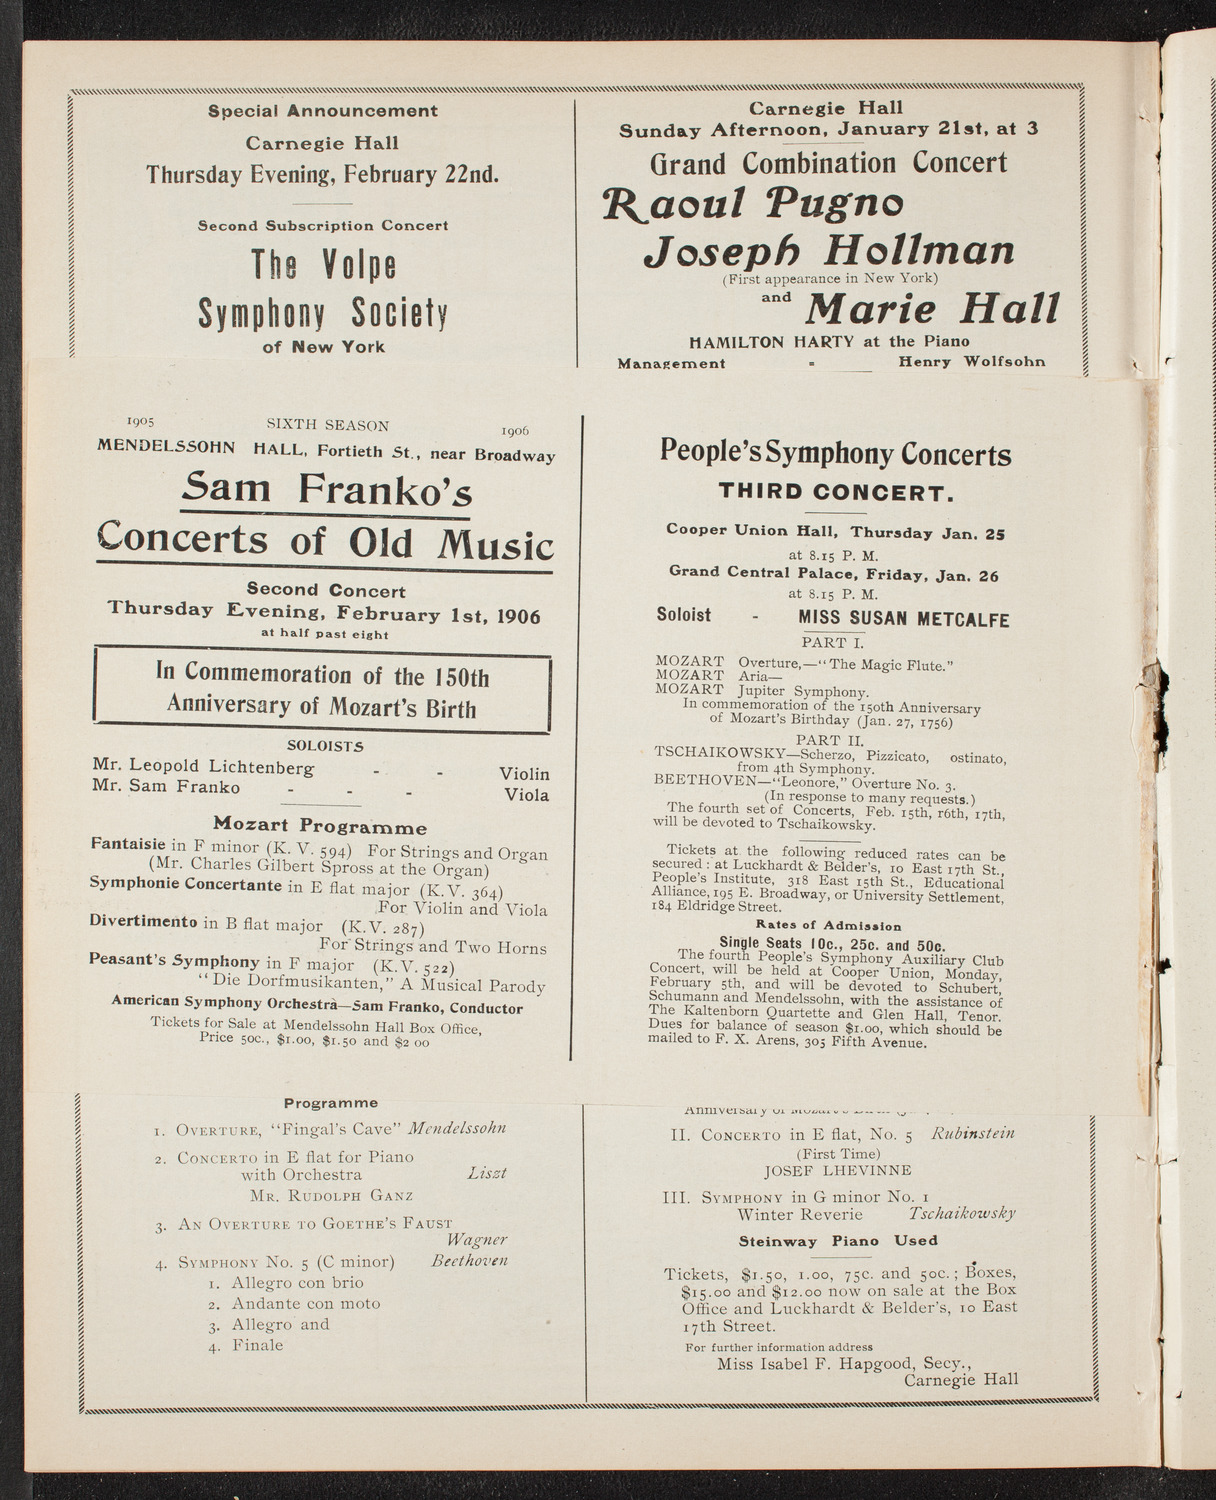 Special Announcement
Carnegie Hall
Thursday Evening, February 22nd.
Second Subscription Concert
The Volpe
Symphony Society
of New York
Carnegie Hall
Sunday Afternoon, January 21st, at 3
Grand Combination Concert
Raoul Pugno
Joseph Hollman
(First appearance in New York)
and Marie Hall
HAMILTON HARTY at the Piano
Management = Henry Wolfsohn
1905 SIXTH SEASON 1906
MENDELSSOHN HALL, Fortieth St., near Broadway
Sam Franko's
Concerts of Old Music
Second Concert
Thursday Evening, February 1st, 1906
at half past eight
In Commemoration of the 150th
Anniversary of Mozart's Birth
SOLOISTS
Mr. Leopold Lichtenberg - - Violin
Mr. Sam Franko - - - Viola
Mozart Programme
Fantaisie in F minor (K. V. 594) For Strings and Organ
(Mr. Charles Gilbert Spross at the Organ)
Symphonie Concertante in E flat major (K.V. 364)
For Violin and Viola
Divertimento in B flat major (K.V. 287)
For Strings and Two Horns
Peasant's Symphony in F major (K.V. 522)
"Die Dorfmusikanten," A Musical Parody
American Symphony Orchestra—Sam Franko, Conductor
Tickets for Sale at Mendelssohn Hall Box Office,
Price 50c., $1.00, $1.50 and $2 00
People's Symphony Concerts
THIRD CONCERT.
Cooper Union Hall, Thursday Jan. 25
at 8.15 P. M.
Grand Central Palace, Friday, Jan. 26
at 8.15 P. M.
Soloist - MISS SUSAN METCALFE
PART I.
MOZART Overture,—"The Magic Flute."
MOZART Aria—
MOZART Jupiter Symphony.
In commemoration of the 150th Anniversary
of Mozart's Birthday (Jan. 27, 1756)
PART II.
TSCHAIKOWSKY—Scherzo, Pizzicato, ostinato,
from 4th Symphony.
BEETHOVEN—"Leonore," Overture No. 3.
(In response to many requests.)
The fourth set of Concerts, Feb. 15th, r6th, 17th,
will be devoted to Tschaikowsky.
Tickets at the following reduced rates can be
secured: at Luckhardt & Belder's, 10 East 17th St.,
People's Institute, 318 East 15th St., Educational
Alliance, 195 E. Broadway, or University Settlement,
184 Eldridge Street.
Rates of Admission
Single Seats 10c., 25c. and 50c.
The fourth People's Symphony Auxiliary Club
Concert, will be held at Cooper Union, Monday,
February 5th, and will be devoted to Schubert,
Schumann and Mendelssohn, with the assistance of
The Kaltenborn Quartette and Glen Hall, Tenor.
Dues for balance of season $1.00, which should be
mailed to F. X. Arens, 305 Fifth Avenue.
Programme
1. OVERTURE, "Fingal's Cave" Mendelssohn
2. CONCERTO in E flat for Piano
with Orchestra Liszt
MR. RUDOLPH GANZ
3. AN OVERTURE TO GOETHE'S FAUST
Wagner
4. SYMPHONY No. 5 (C minor) Beethoven
1. Allegro con brio
2. Andante con moto
3. Allegro and
4. Finale
Anniversary of Mozart's
II. CONCERTO in E flat, No. 5 Rubinstein
(First Time)
JOSEF LHEVINNE
III. SYMPHONY in G minor No. 1
Winter Reverie Tschaikowsky
Steinway Piano Used
Tickets, $1.50, 1.00, 75c. and 50c.; Boxes,
$15.00 and $12.00 now on sale at the Box
Office and Luckhardt & Belder's, 10 East
17th Street.
For further information address
Miss Isabel F. Hapgood, Secy.,
Carnegie Hall